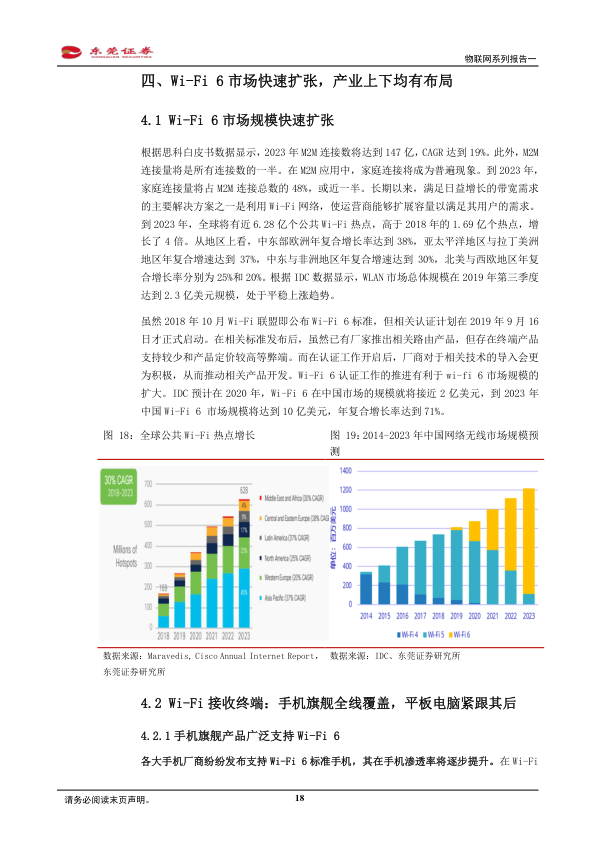 东莞证券
物联网系列报告一
四、Wi-Fi 6 市场快速扩张，产业上下均有布局
4.1 Wi-Fi 6 市场规模快速扩张
根据思科白皮书数据显示，2023 年 M2M 连接数将达到 147 亿，CAGR 达到 19%。此外，M2M
连接量将是所有连接数的一半。在 M2M 应用中，家庭连接将成为普遍现象。到 2023 年，
家庭连接量将占 M2M 连接总数的 48%，或近一半。长期以来，满足日益增长的带宽需求
的主要解决方案之一是利用 Wi-Fi 网络，使运营商能够扩展容量以满足其用户的需求。
到 2023 年，全球将有近 6.28 亿个公共 Wi-Fi 热点，高于 2018 年的 1.69 亿个热点，增
长了 4 倍。从地区上看，中东部欧洲年复合增长率达到 38%，亚太平洋地区与拉丁美洲
地区年复合增速达到 37%，中东与非洲地区年复合增速达到 30%，北美与西欧地区年复
合增长率分别为 25%和 20%。根据 IDC 数据显示，WLAN 市场总体规模在 2019 年第三季度
达到 2.3 亿美元规模，处于平稳上涨趋势。
虽然 2018 年 10 月 Wi-Fi 联盟即公布 Wi-Fi 6 标准，但相关认证计划在 2019 年 9 月 16
日才正式启动。在相关标准发布后，虽然已有厂家推出相关路由产品，但存在终端产品
支持较少和产品定价较高等弊端。而在认证工作开启后，厂商对于相关技术的导入会更
为积极，从而推动相关产品开发。Wi-Fi 6 认证工作的推进有利于 wi-fi 6 市场规模的
扩大。IDC 预计在 2020 年，Wi-Fi 6 在中国市场的规模就将接近 2 亿美元，到 2023 年
中国 Wi-Fi 6 市场规模将达到 10 亿美元，年复合增长率达到 71%。
图 18：全球公共 Wi-Fi 热点增长
图 19：2014-2023 年中国网络无线市场规模预
测
30% CAGR
2018–2023
Millions of
Hotspots
700
600
500
400
300
200
100
0
169
628
2018 2019 2020 2021 2022 2023
Middle East and Africa (30% CAGR)
Central and Eastern Europe (38% CAGR)
Latin America (37% CAGR)
North America (25% CAGR)
Western Europe (20% CAGR)
Asia Pacific (37% CAGR)
单位：百万美元
1400
1200
1000
800
600
400
200
0
2014 2015 2016 2017 2018 2019 2020 2021 2022 2023
Wi-Fi 4 Wi-Fi 5 Wi-Fi 6
数据来源：Maravedis, Cisco Annual Internet Report，
东莞证券研究所
数据来源：IDC、东莞证券研究所
4.2 Wi-Fi 接收终端：手机旗舰全线覆盖，平板电脑紧跟其后
4.2.1 手机旗舰产品广泛支持 Wi-Fi 6
各大手机厂商纷纷发布支持 Wi-Fi 6 标准手机，其在手机渗透率将逐步提升。在 Wi-Fi
请务必阅读末页声明。
18